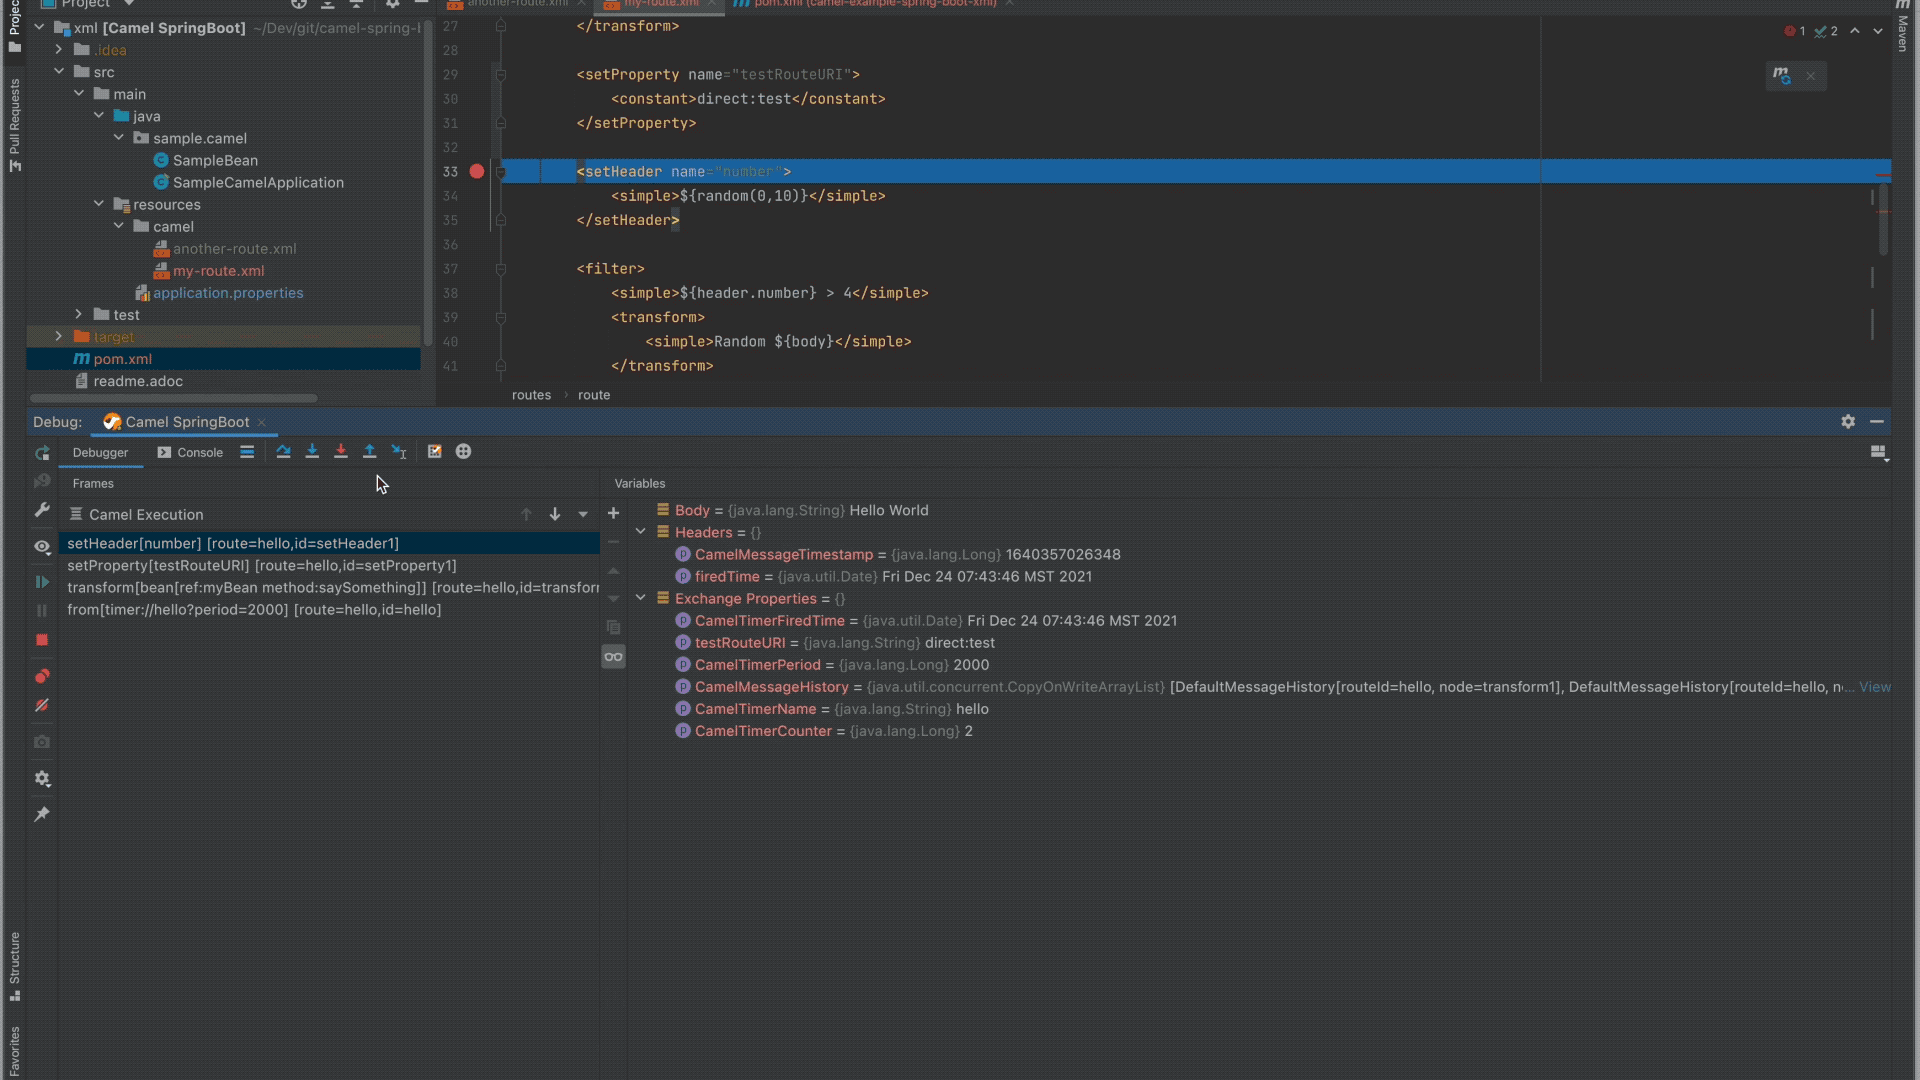 Project
another-route.xml
my-route.xml
pom.xml (camel-example-spring-boot-xml)
Project
Pull Requests
Structure
Favorites
Maven
xml [Camel SpringBoot] ~/Dev/git/camel-spring-
.idea
src
main
java
sample.camel
SampleBean
SampleCamelApplication
resources
camel
another-route.xml
my-route.xml
application.properties
test
target
pom.xml
readme.adoc
1 2
27 </transform>
28
29 <setProperty name="testRouteURI">
30 <constant>direct:test</constant>
31 </setProperty>
32
33 <setHeader name="number">
34 <simple>${random(0,10)}</simple>
35 </setHeader>
36
37 <filter>
38 <simple>${header.number} > 4</simple>
39 <transform>
40 <simple>Random ${body}</simple>
41 </transform>
routes › route
Debug: Camel SpringBoot
Debugger Console
Frames
Camel Execution
setHeader[number] [route=hello,id=setHeader1]
setProperty[testRouteURI] [route=hello,id=setProperty1]
transform[bean[ref:myBean method:saySomething]] [route=hello,id=transfor
from[timer://hello?period=2000] [route=hello,id=hello]
Variables
Body = {java.lang.String} Hello World
Headers = {}
CamelMessageTimestamp = {java.lang.Long} 1640357026348
firedTime = {java.util.Date} Fri Dec 24 07:43:46 MST 2021
Exchange Properties = {}
CamelTimerFiredTime = {java.util.Date} Fri Dec 24 07:43:46 MST 2021
testRouteURI = {java.lang.String} direct:test
CamelTimerPeriod = {java.lang.Long} 2000
CamelMessageHistory = {java.util.concurrent.CopyOnWriteArrayList} [DefaultMessageHistory[routeId=hello, node=transform1], DefaultMessageHistory[routeId=hello, n... View
CamelTimerName = {java.lang.String} hello
CamelTimerCounter = {java.lang.Long} 2